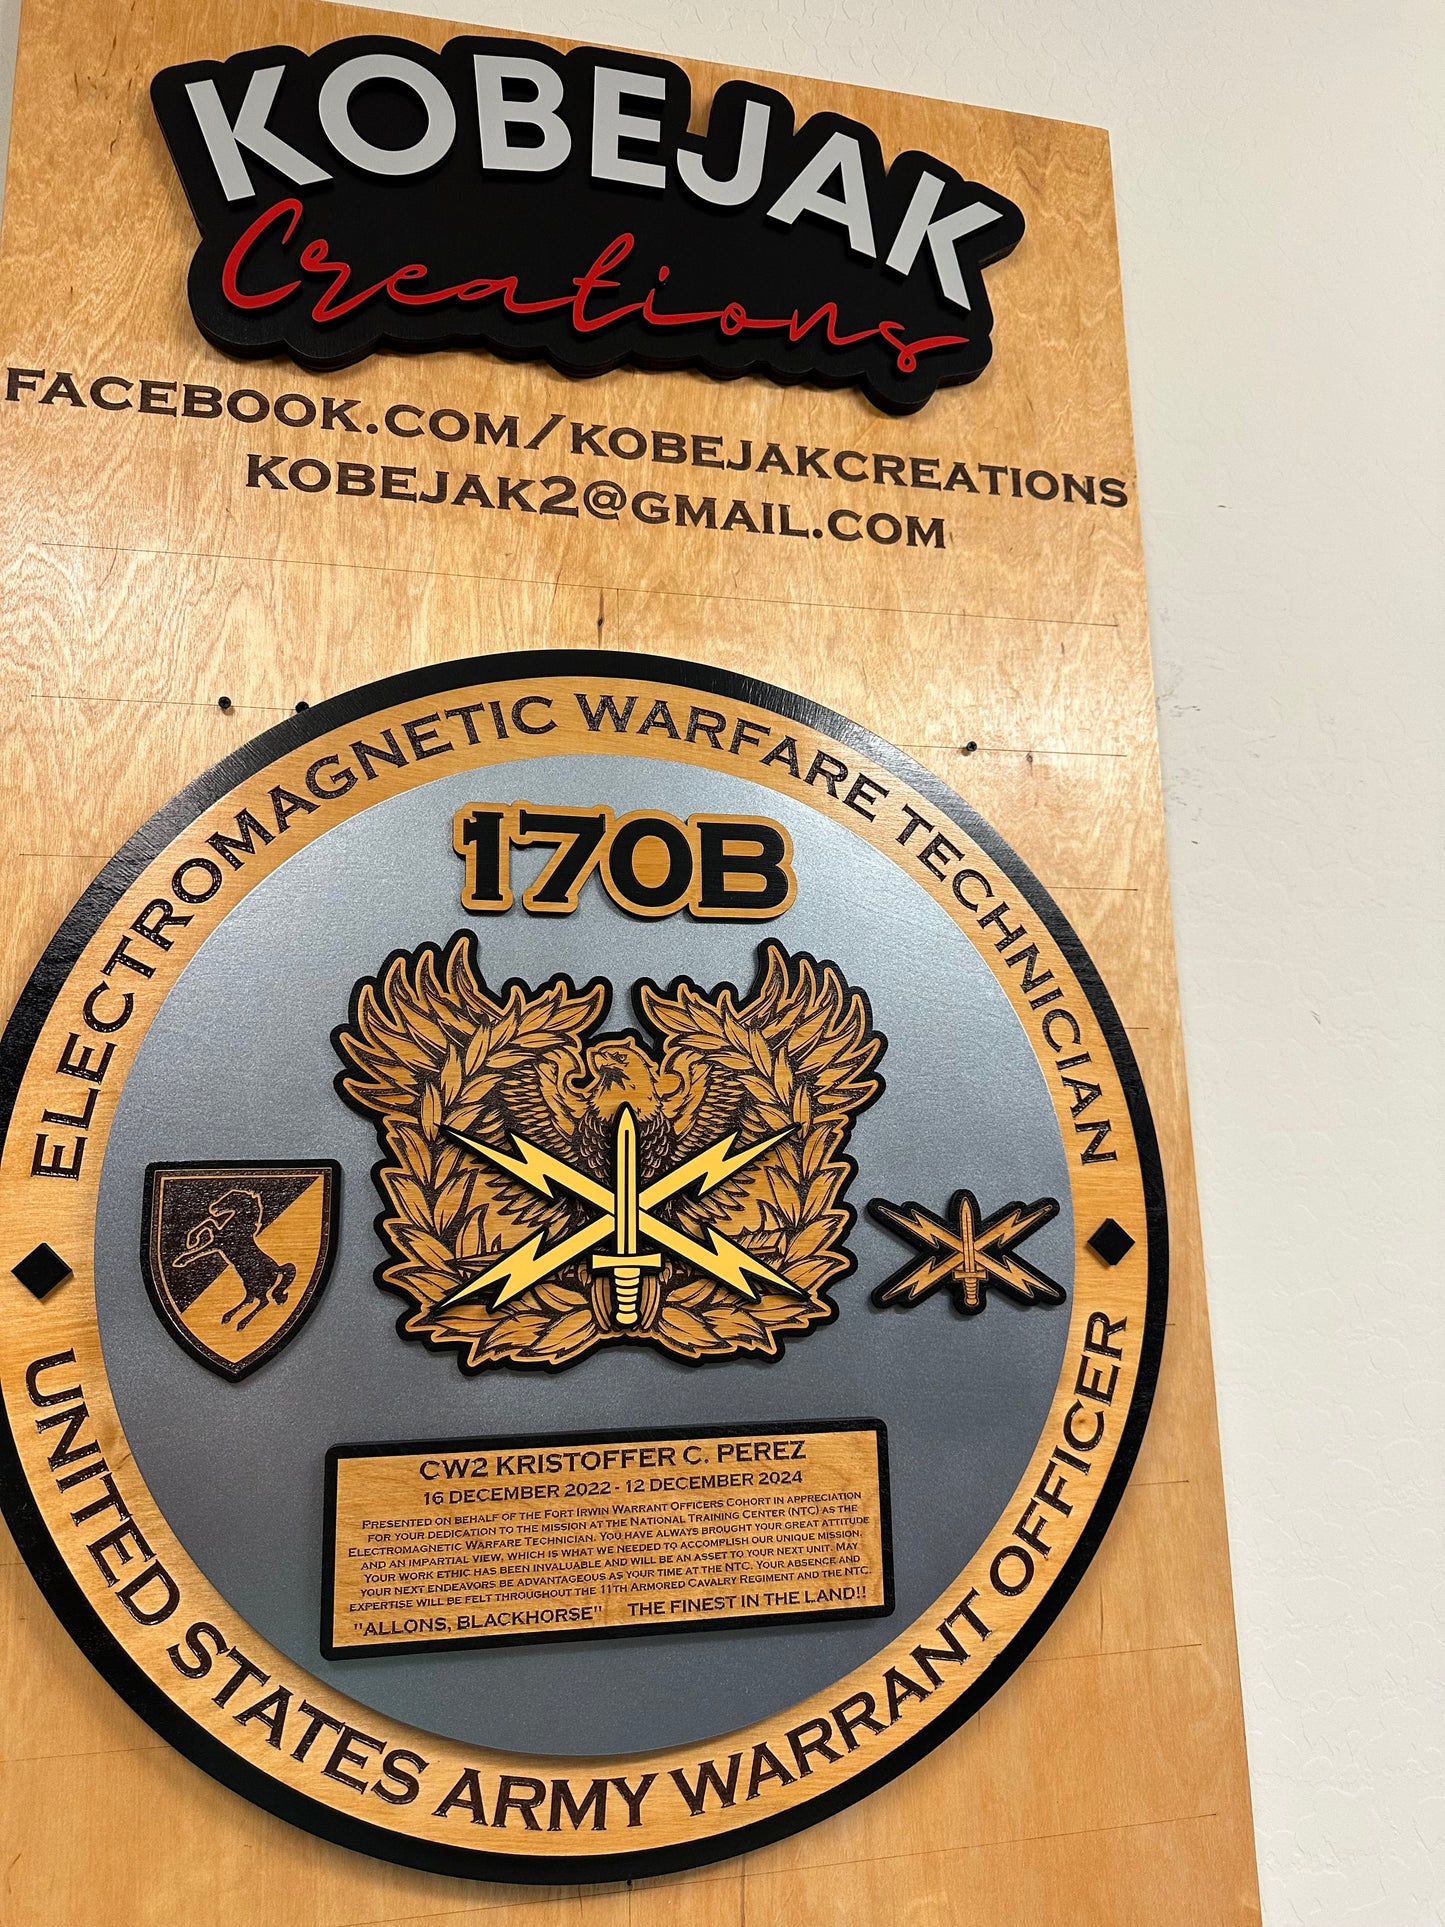 KOBEJAK
Creations
FACEBOOK.COM/KOBEJAKCREATIONS
KOBEJAK2@GMAIL.COM
ELECTROMAGNETIC WARFARE TECHNICIAN
170B
CW2 KRISTOFFER C. PEREZ
16 DECEMBER 2022 - 12 DECEMBER 2024
PRESENTED ON BEHALF OF THE FORT IRWIN WARRANT OFFICERS COHORT IN APPRECIATION
FOR YOUR DEDICATION TO THE MISSION AT THE NATIONAL TRAINING CENTER (NTC) AS THE
ELECTROMAGNETIC WARFARE TECHNICIAN. YOU HAVE ALWAYS BROUGHT YOUR GREAT ATTITUDE
AND AN IMPARTIAL VIEW, WHICH IS WHAT WE NEEDED TO ACCOMPLISH OUR UNIQUE MISSION.
YOUR WORK ETHIC HAS BEEN INVALUABLE AND WILL BE AN ASSET TO YOUR NEXT UNIT. MAY
YOUR NEXT ENDEAVORS BE ADVANTAGEOUS AS YOUR TIME AT THE NTC. YOUR ABSENCE AND
EXPERTISE WILL BE FELT THROUGHOUT THE 11TH ARMORED CAVALRY REGIMENT AND THE NTC.
"ALLONS, BLACKHORSE" THE FINEST IN THE LAND!!
UNITED STATES ARMY WARRANT OFFICER